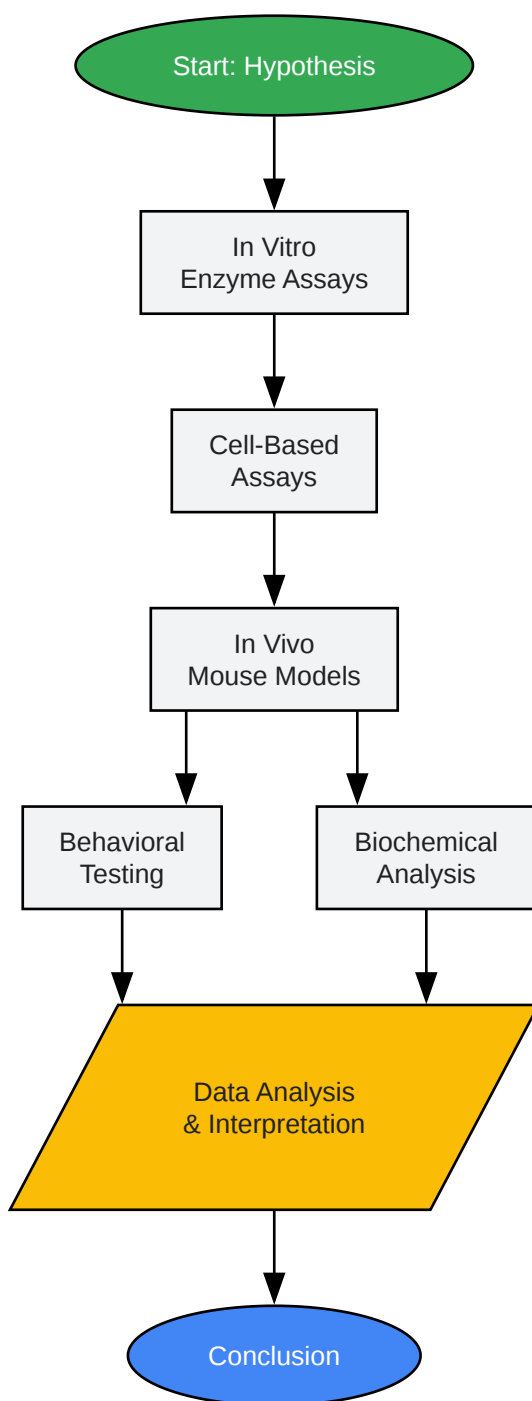 Start: Hypothesis
In Vitro
Enzyme Assays
Cell-Based
Assays
In Vivo
Mouse Models
Behavioral
Testing
Biochemical
Analysis
Data Analysis
& Interpretation
Conclusion